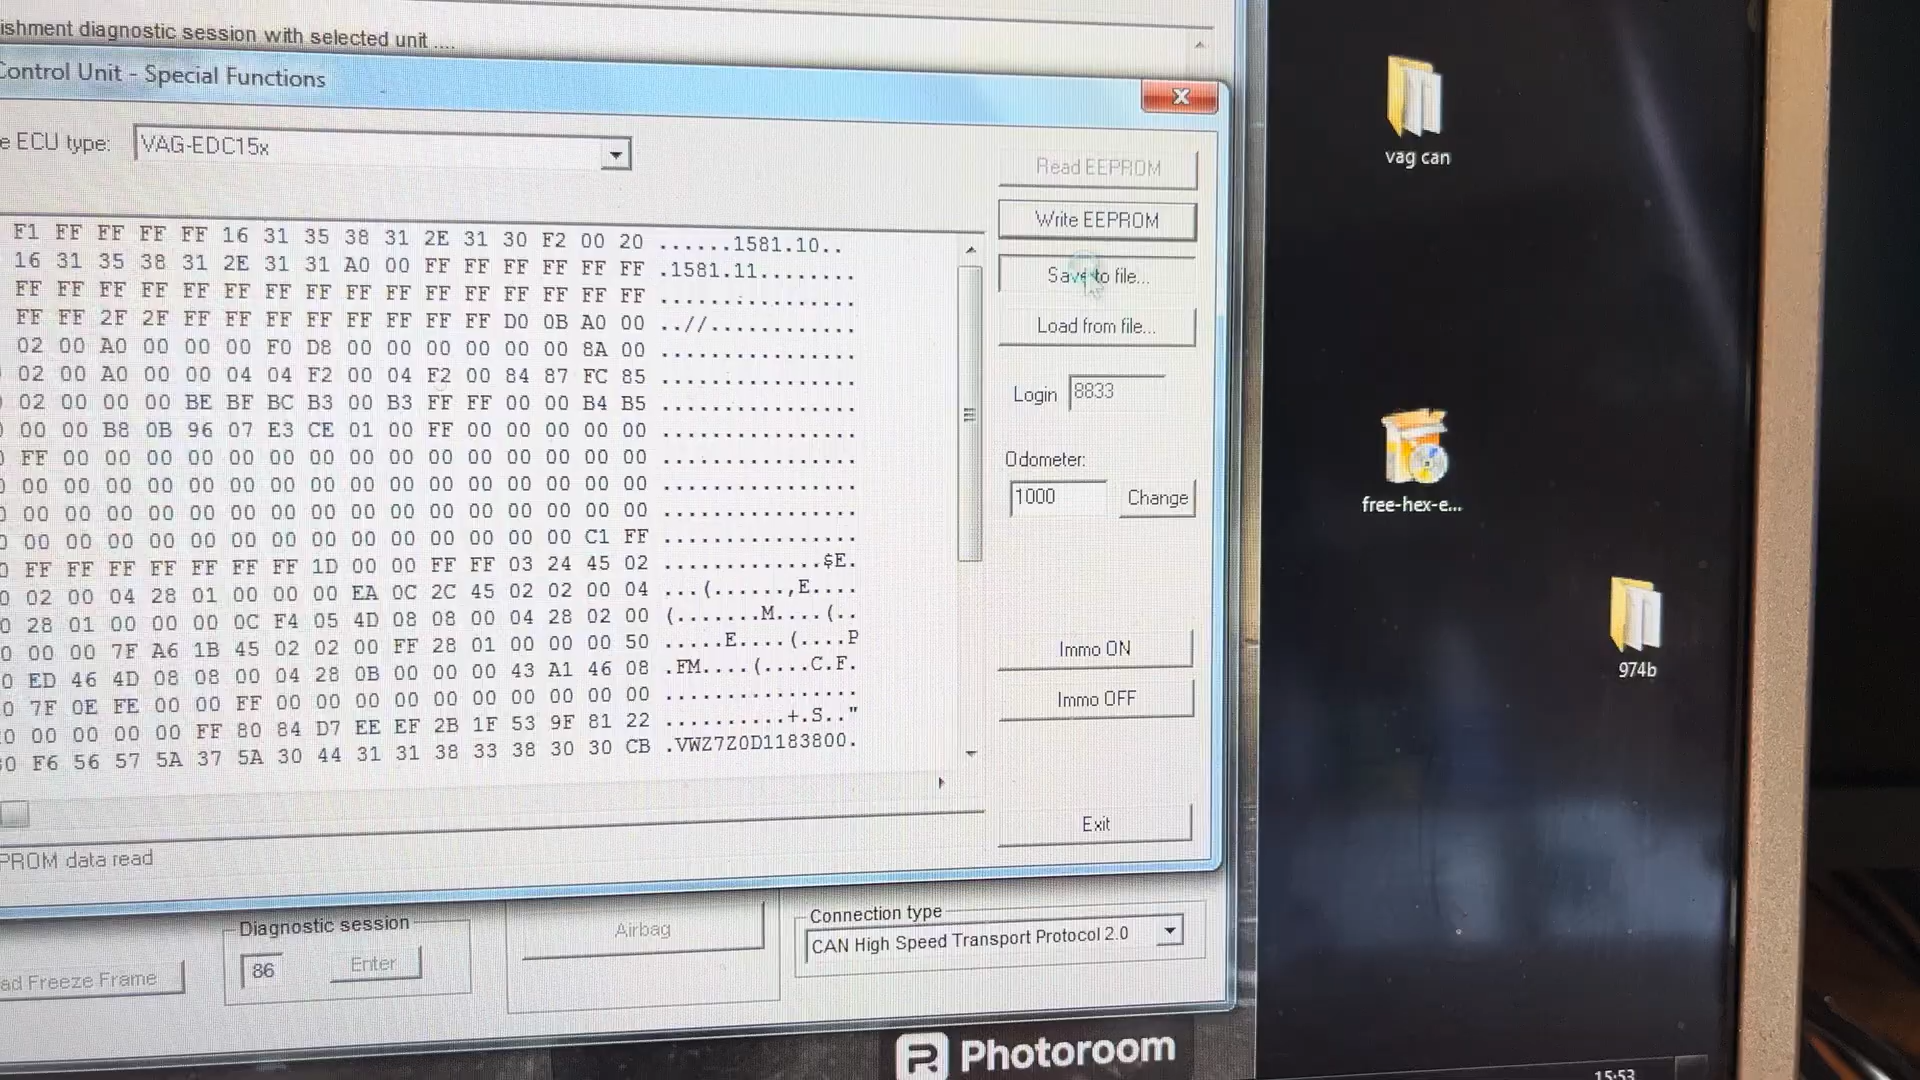 ishment diagnostic session with selected unit ....
Control Unit - Special Functions
e ECU type: VAG-EDC15x
Read EEPROM
Write EEPROM
Save to file...
Load from file...
Login 8833
Odometer:
1000 Change
Immo ON
Immo OFF
Exit
F1 FF FF FF FF 16 31 35 38 31 2E 31 30 F2 00 20 ......1581.10..
16 31 35 38 31 2E 31 31 A0 00 FF FF FF FF FF FF .1581.11........
FF FF FF FF FF FF FF FF FF FF FF FF FF FF FF FF ................
FF FF 2F 2F FF FF FF FF FF FF FF FF D0 0B A0 00 ..//............
02 00 A0 00 00 00 F0 D8 00 00 00 00 00 00 8A 00 ................
02 00 A0 00 00 04 04 F2 00 04 F2 00 84 87 FC 85 ................
02 00 00 00 BE BF BC B3 00 B3 FF FF 00 00 B4 B5 ................
00 00 B8 0B 96 07 E3 CE 01 00 FF 00 00 00 00 00 ................
FF 00 00 00 00 00 00 00 00 00 00 00 00 00 00 00 ................
00 00 00 00 00 00 00 00 00 00 00 00 00 00 00 00 ................
00 00 00 00 00 00 00 00 00 00 00 00 00 00 00 00 ................
00 00 00 00 00 00 00 00 00 00 00 00 00 00 C1 FF ................
FF FF FF FF FF FF FF 1D 00 00 FF FF 03 24 45 02 .............$E.
02 00 04 28 01 00 00 00 EA 0C 2C 45 02 02 00 04 ...(......,E....
28 01 00 00 00 0C F4 05 4D 08 08 00 04 28 02 00 (.......M....(..
00 00 7F A6 1B 45 02 02 00 FF 28 01 00 00 00 50 .....E....(....P
ED 46 4D 08 08 00 04 28 0B 00 00 00 43 A1 46 08 .FM....(....C.F.
7F 0E FE 00 00 FF 00 00 00 00 00 00 00 00 00 00 ................
00 00 00 00 FF 80 84 D7 EE EF 2B 1F 53 9F 81 22 ..........+.S.."
F6 56 57 5A 37 5A 30 44 31 31 38 33 38 30 30 CB .VWZ7Z0D1183800.
PROM data read
Diagnostic session
86 Enter
ad Freeze Frame
Airbag
Connection type
CAN High Speed Transport Protocol 2.0
vag can
free-hex-e...
974b
Photoroom
15:53